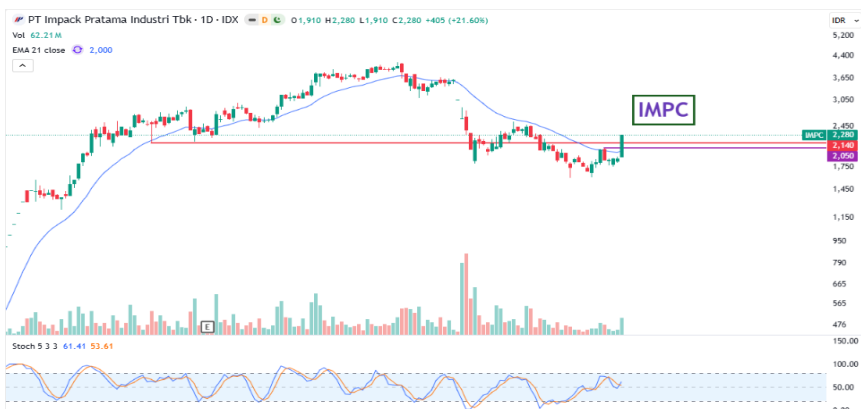 PT Impack Pratama Industri Tbk · 1D · IDX D O1,910 H2,280 L1,910 C2,280 +405 (+21.60%)
IDR
Vol 62.21M
EMA 21 close 2,000
5,200
4,400
3,650
3,050
2,450
IMPC
IMPC 2,280
2,140
2,050
1,750
1,450
1,150
950
790
665
565
476
E
Stoch 5 3 3 61.41 53.61
150.00
100.00
50.00